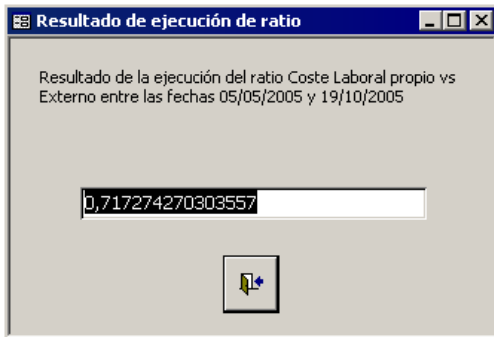 Resultado de ejecución de ratio
Resultado de la ejecución del ratio Coste Laboral propio vs
Externo entre las fechas 05/05/2005 y 19/10/2005
0,717274270303557